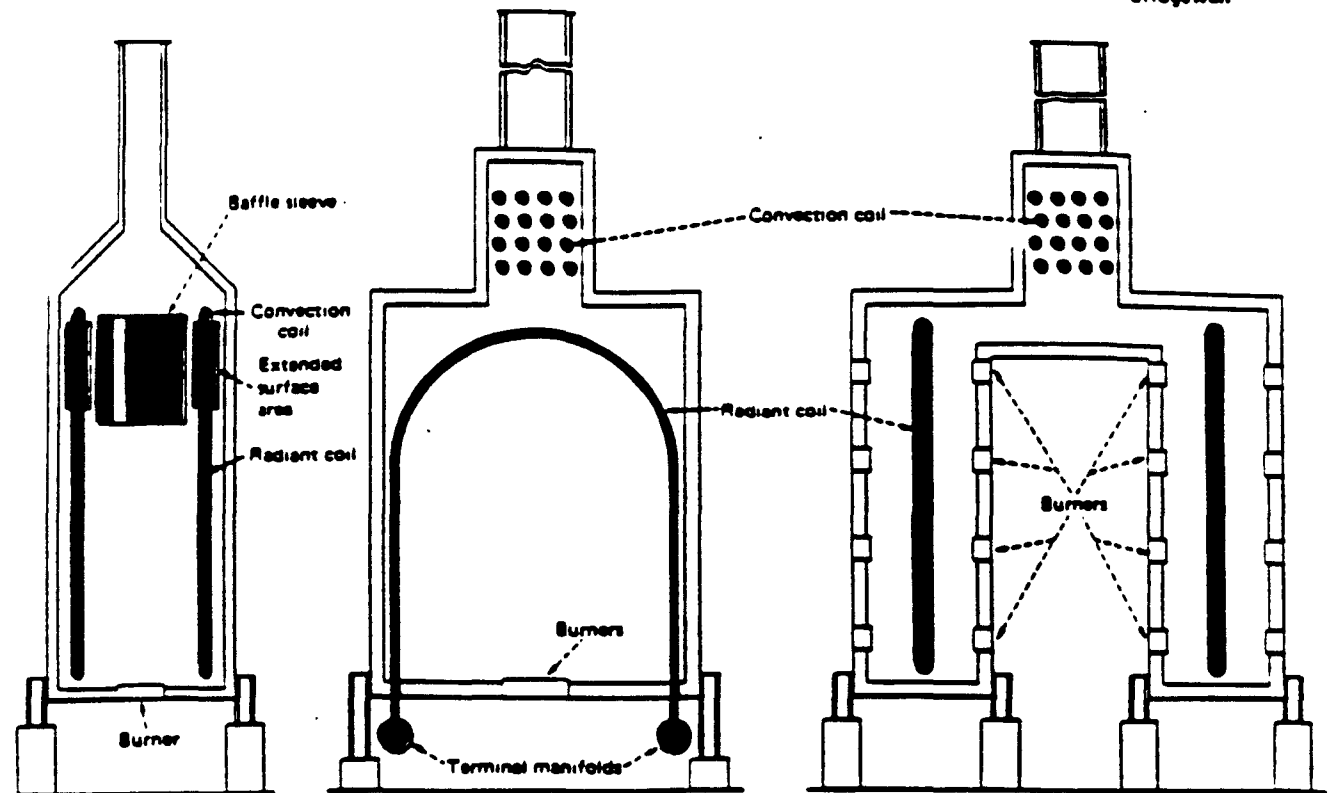 Baffle sleeve
Convection coil
Convection
coil
Extended
surface
area
Radiant coil
Radiant coil
Burners
Burners
Burner
Terminal manifolds